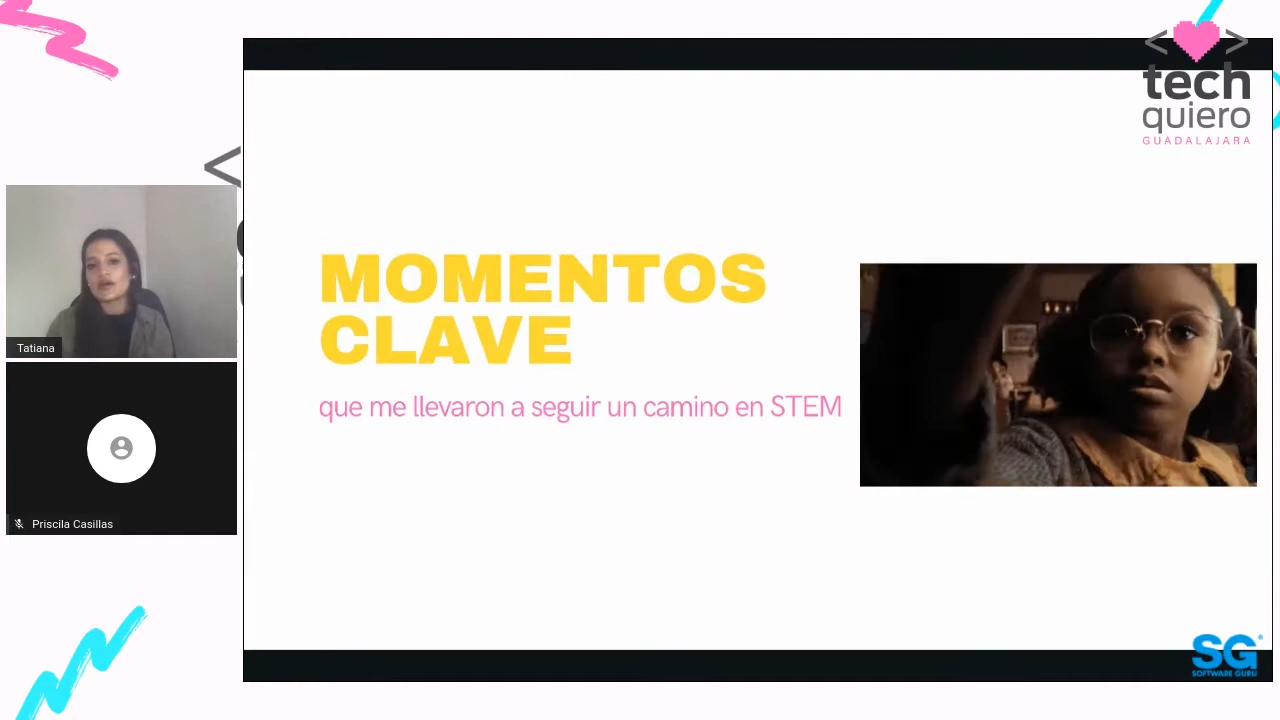 < >
tech
quiero
GUADALAJARA
<
Tatiana
Priscila Casillas
MOMENTOS
CLAVE
que me llevaron a seguir un camino en STEM
SG®
SOFTWARE GURU